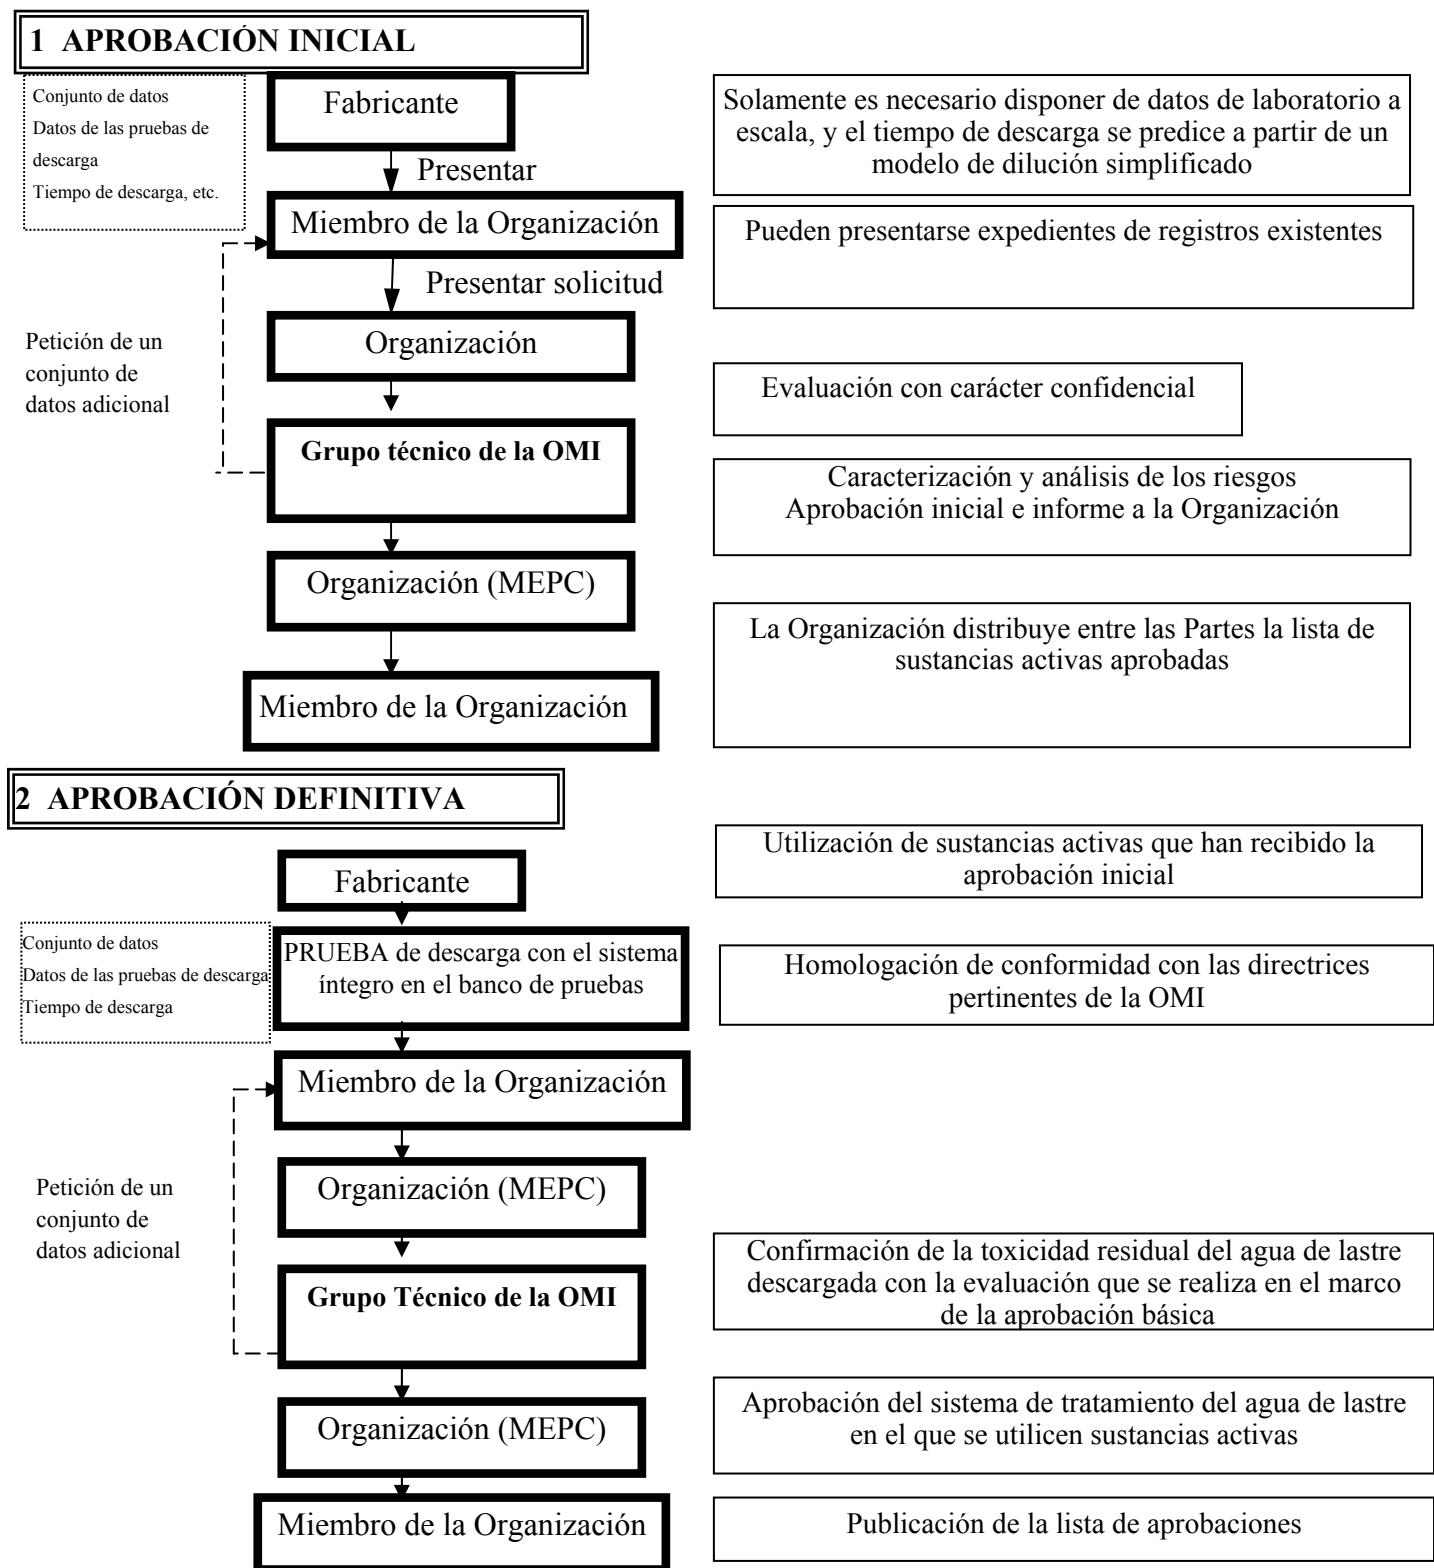 1 APROBACIÓN INICIAL
Conjunto de datos
Datos de las pruebas de
descarga
Tiempo de descarga, etc.
Fabricante
Presentar
Solamente es necesario disponer de datos de laboratorio a
escala, y el tiempo de descarga se predice a partir de un
modelo de dilución simplificado
Miembro de la Organización
Pueden presentarse expedientes de registros existentes
Presentar solicitud
Organización
Petición de un
conjunto de
datos adicional
Evaluación con carácter confidencial
Grupo técnico de la OMI
Caracterización y análisis de los riesgos
Aprobación inicial e informe a la Organización
Organización (MEPC)
La Organización distribuye entre las Partes la lista de
sustancias activas aprobadas
Miembro de la Organización
2 APROBACIÓN DEFINITIVA
Utilización de sustancias activas que han recibido la
aprobación inicial
Fabricante
Conjunto de datos
Datos de las pruebas de descarga
Tiempo de descarga
PRUEBA de descarga con el sistema
íntegro en el banco de pruebas
Homologación de conformidad con las directrices
pertinentes de la OMI
Miembro de la Organización
Organización (MEPC)
Petición de un
conjunto de
datos adicional
Grupo Técnico de la OMI
Confirmación de la toxicidad residual del agua de lastre
descargada con la evaluación que se realiza en el marco
de la aprobación básica
Organización (MEPC)
Aprobación del sistema de tratamiento del agua de lastre
en el que se utilicen sustancias activas
Miembro de la Organización
Publicación de la lista de aprobaciones